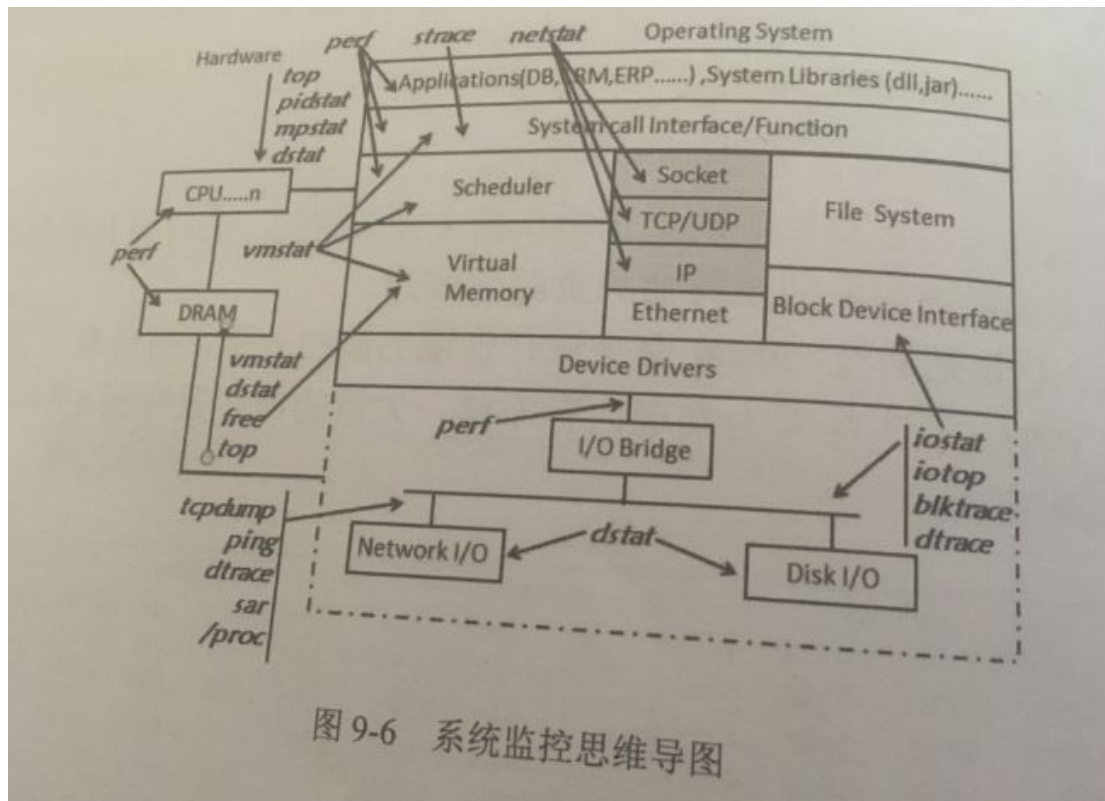 Hardware
perf
strace
netstat
Operating System
top
pidstat
mpstat
dstat
Applications(DB,CRM,ERP......) ,System Libraries (dll,jar)......
System call Interface/Function
CPU.....n
Scheduler
Socket
TCP/UDP
IP
Ethernet
File System
perf
vmstat
Virtual
Memory
Block Device Interface
DRAM
Device Drivers
vmstat
dstat
free
top
perf
I/O Bridge
iostat
iotop
blktrace
dtrace
tcpdump
ping
dtrace
sar
/proc
Network I/O
dstat
Disk I/O
图 9-6 系统监控思维导图